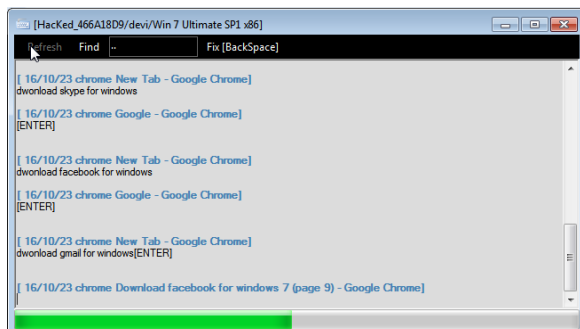 [HacKed_466A18D9/devi/Win 7 Ultimate SP1 x86]
Refresh Find .. Fix [BackSpace]
[ 16/10/23 chrome New Tab - Google Chrome]
dwonload skype for windows
[ 16/10/23 chrome Google - Google Chrome]
[ENTER]
[ 16/10/23 chrome New Tab - Google Chrome]
dwonload facebook for windows
[ 16/10/23 chrome Google - Google Chrome]
[ENTER]
[ 16/10/23 chrome New Tab - Google Chrome]
dwonload gmail for windows[ENTER]
[ 16/10/23 chrome Download facebook for windows 7 (page 9) - Google Chrome]